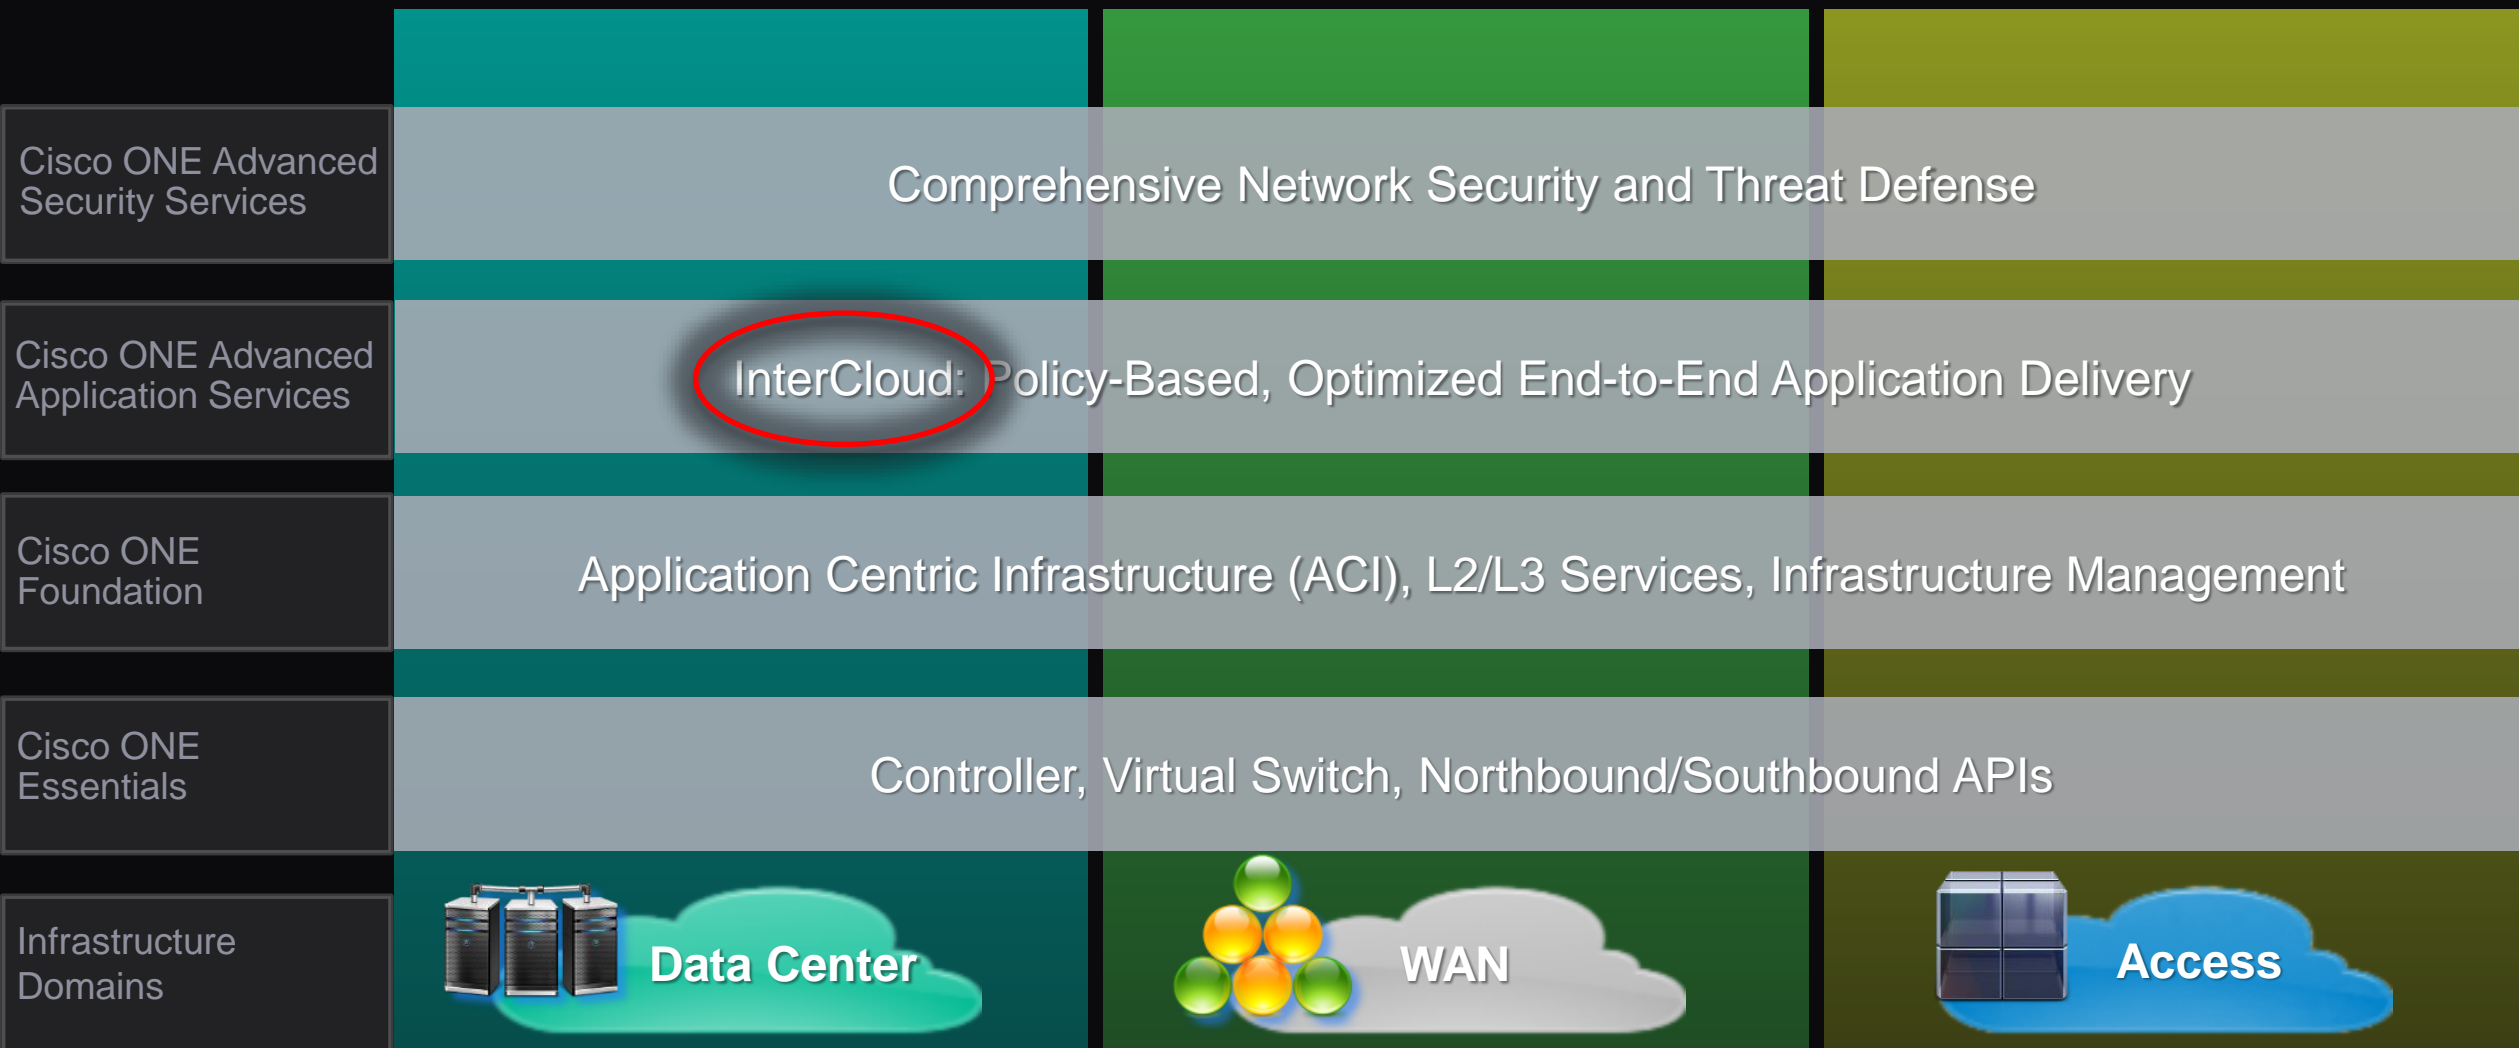 Cisco ONE Advanced
Security Services
Comprehensive Network Security and Threat Defense
Cisco ONE Advanced
Application Services
InterCloud: Policy-Based, Optimized End-to-End Application Delivery
Cisco ONE
Foundation
Application Centric Infrastructure (ACI), L2/L3 Services, Infrastructure Management
Cisco ONE
Essentials
Controller, Virtual Switch, Northbound/Southbound APIs
Infrastructure
Domains
Data Center
WAN
Access